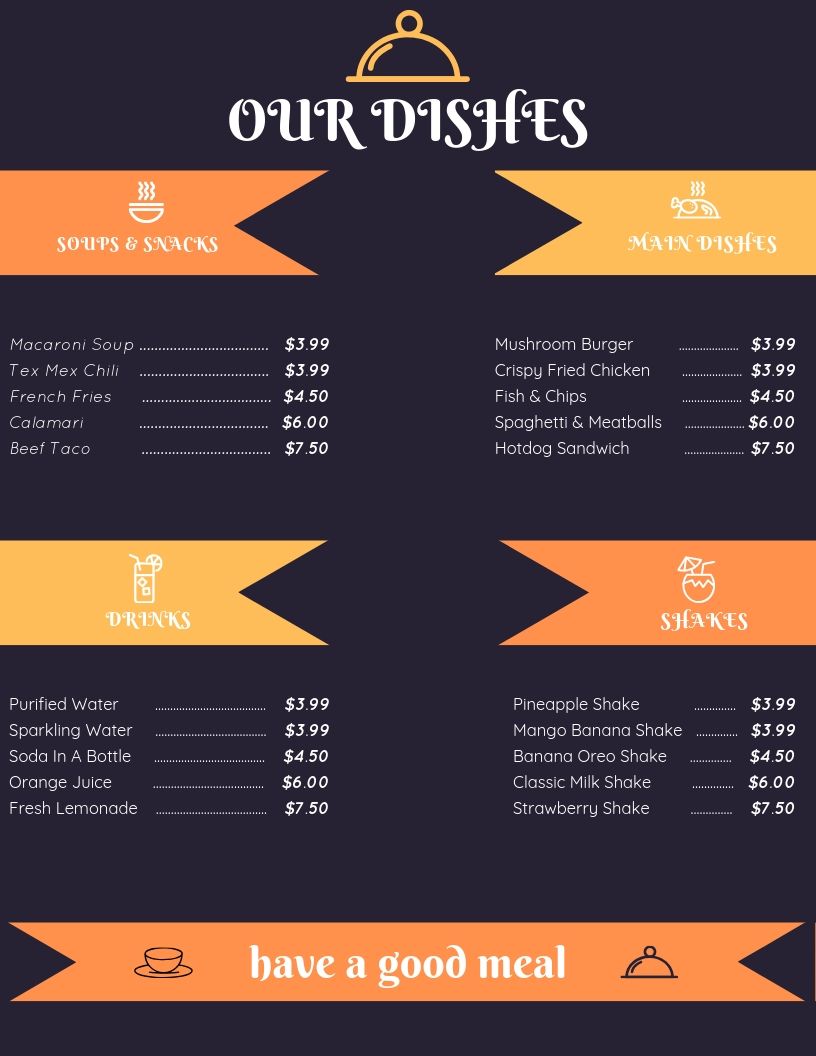 OUR DISHES
SOUPS & SNACKS
Macaroni Soup .................................. $3.99
Tex Mex Chili .................................. $3.99
French Fries .................................. $4.50
Calamari .................................. $6.00
Beef Taco .................................. $7.50
MAIN DISHES
Mushroom Burger .................... $3.99
Crispy Fried Chicken .................... $3.99
Fish & Chips .................... $4.50
Spaghetti & Meatballs .................... $6.00
Hotdog Sandwich .................... $7.50
DRINKS
Purified Water ..................................... $3.99
Sparkling Water ..................................... $3.99
Soda In A Bottle ..................................... $4.50
Orange Juice ..................................... $6.00
Fresh Lemonade ..................................... $7.50
SHAKES
Pineapple Shake .............. $3.99
Mango Banana Shake .............. $3.99
Banana Oreo Shake .............. $4.50
Classic Milk Shake .............. $6.00
Strawberry Shake .............. $7.50
have a good meal